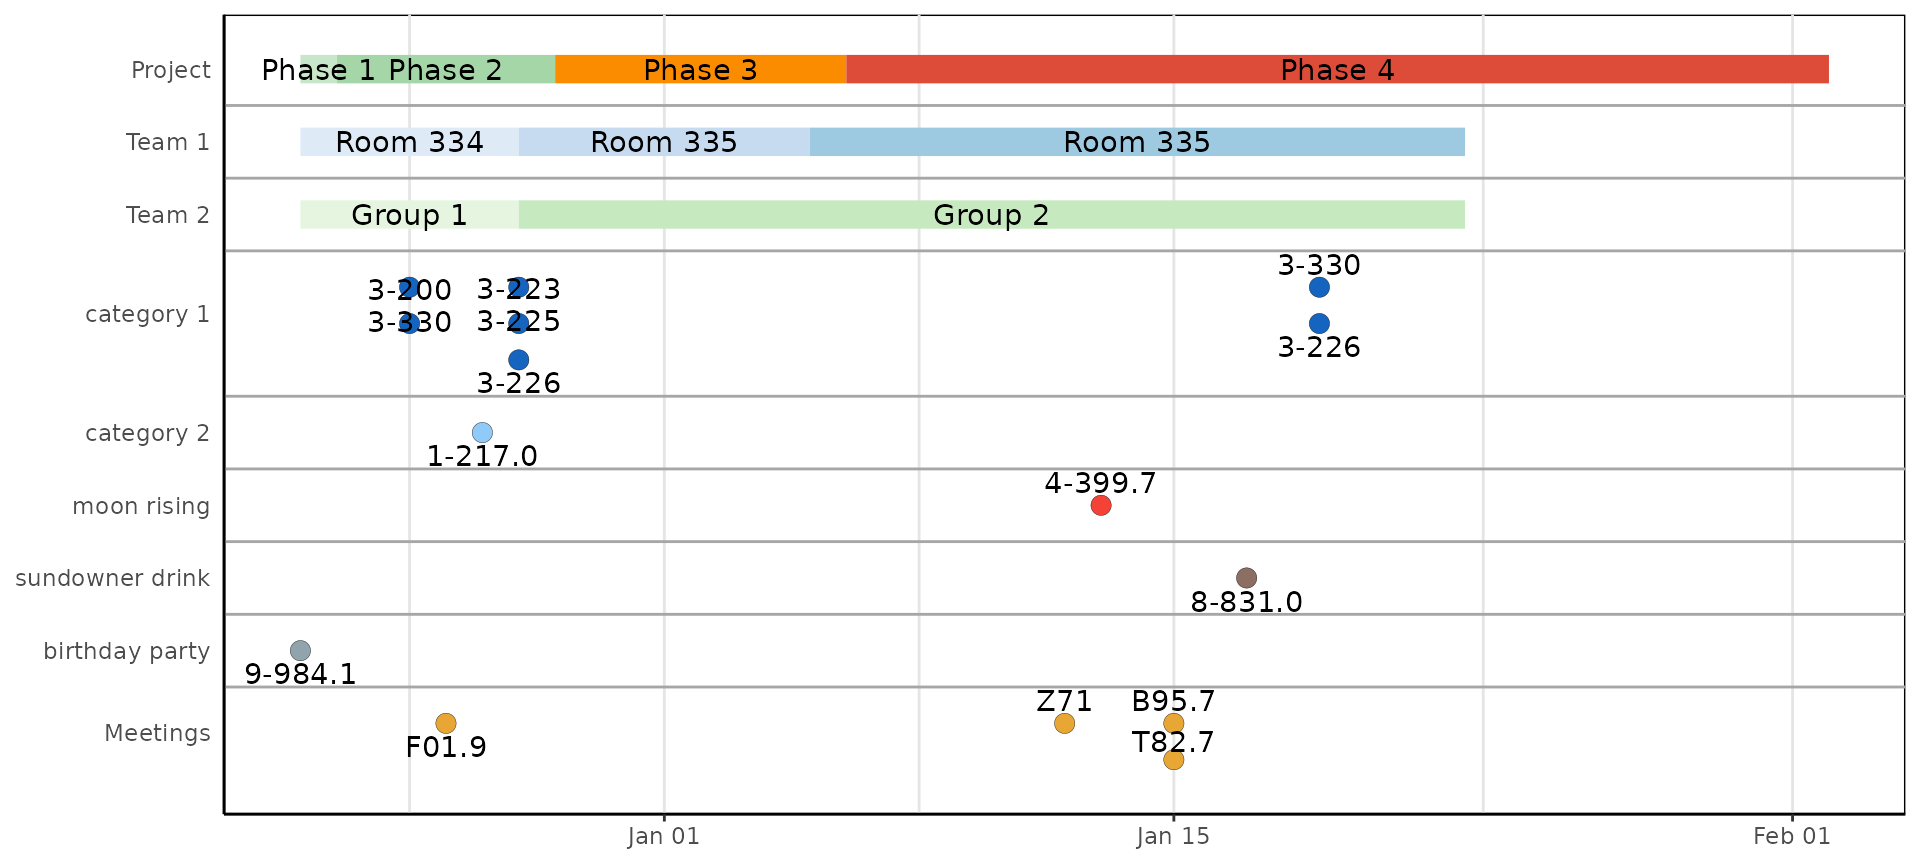 Project
Phase 1
Phase 2
Phase 3
Phase 4
Team 1
Room 334
Room 335
Room 335
Team 2
Group 1
Group 2
category 1
3-200
3-223
3-330
3-330
3-225
3-226
3-226
category 2
1-217.0
moon rising
4-399.7
sundowner drink
8-831.0
birthday party
9-984.1
Meetings
F01.9
Z71
B95.7
T82.7
Jan 01
Jan 15
Feb 01